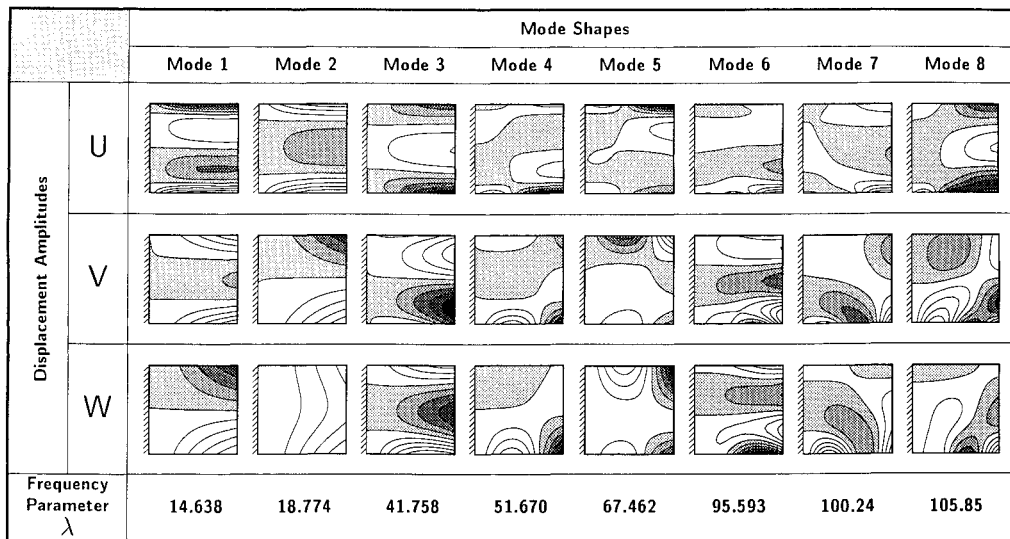 Mode Shapes
Mode 1 Mode 2 Mode 3 Mode 4 Mode 5 Mode 6 Mode 7 Mode 8
Displacement Amplitudes
U
V
W
Frequency
Parameter
λ
14.638 18.774 41.758 51.670 67.462 95.593 100.24 105.85